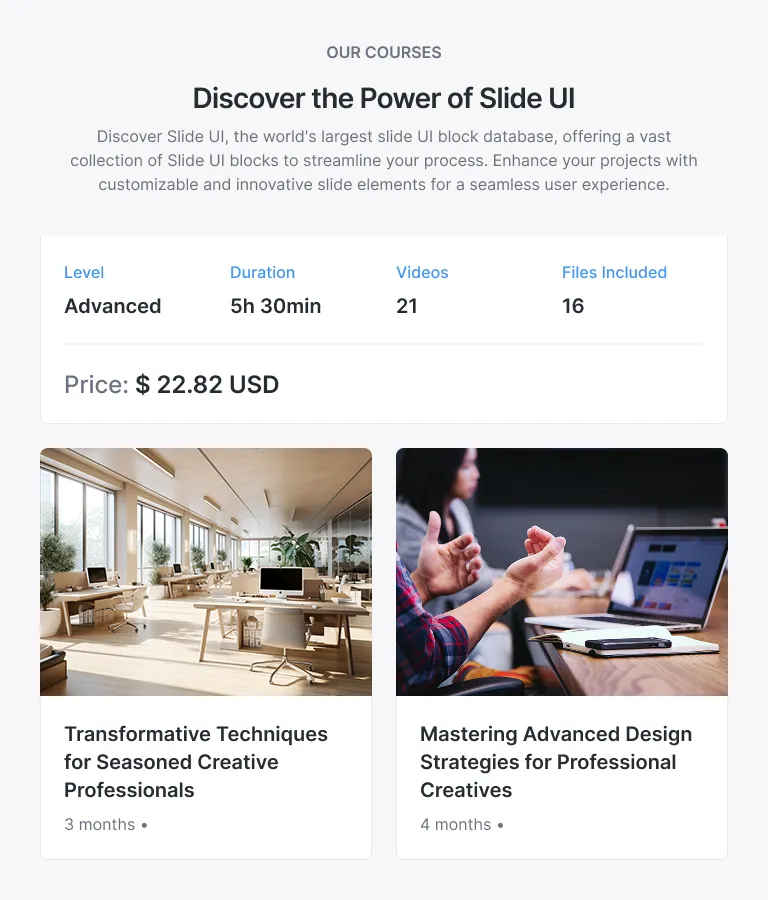 OUR COURSES
Discover the Power of Slide UI
Discover Slide UI, the world's largest slide UI block database, offering a vast
collection of Slide UI blocks to streamline your process. Enhance your projects with
customizable and innovative slide elements for a seamless user experience.
Level
Duration
Videos
Files Included
Advanced
5h 30min
21
16
Price: $ 22.82 USD
Transformative Techniques
for Seasoned Creative
Professionals
3 months •
Mastering Advanced Design
Strategies for Professional
Creatives
4 months •